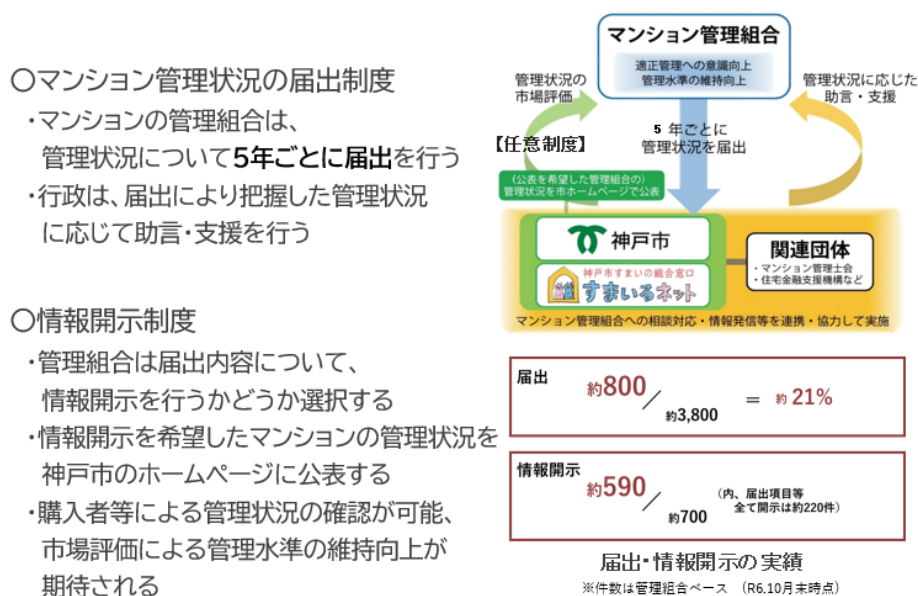 〇マンション管理状況の届出制度
・マンションの管理組合は、
管理状況について5年ごとに届出を行う
・行政は、届出により把握した管理状況
に応じて助言・支援を行う
〇情報開示制度
・管理組合は届出内容について、
情報開示を行うかどうか選択する
・情報開示を希望したマンションの管理状況を
神戸市のホームページに公表する
・購入者等による管理状況の確認が可能、
市場評価による管理水準の維持向上が
期待される
マンション管理組合
適正管理への意識向上
管理水準の維持向上
管理状況の
市場評価
管理状況に応じた
助言・支援
【任意制度】
5 年ごとに
管理状況を届出
(公表を希望した管理組合の)
管理状況を市ホームページで公表
神戸市
神戸市すまいの総合窓口
すまいるネット
関連団体
・マンション管理士会
・住宅金融支援機構など
マンション管理組合への相談対応・情報発信等を連携・協力して実施
届出
約800/約3,800 = 約 21%
情報開示
約590/約700
(内、届出項目等
全て開示は約220件)
届出・情報開示の実績
※件数は管理組合ベース (R6.10月末時点)